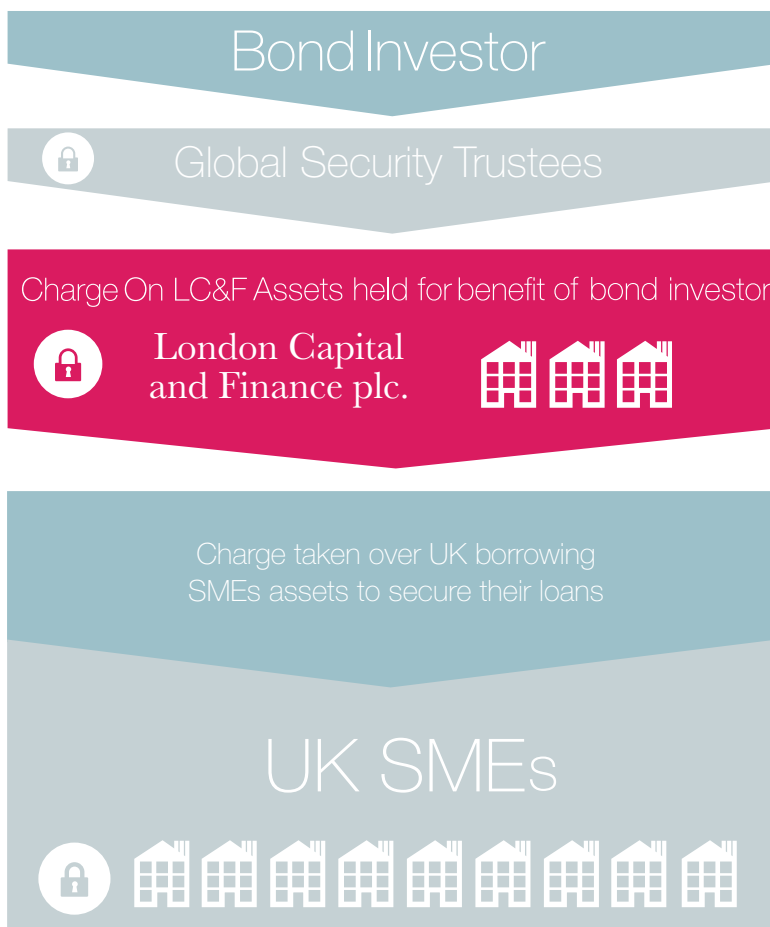 Bond Investor
Global Security Trustees
Charge On LC&F Assets held for benefit of bond investor
London Capital
and Finance plc.
Charge taken over UK borrowing
SMEs assets to secure their loans
UK SMEs